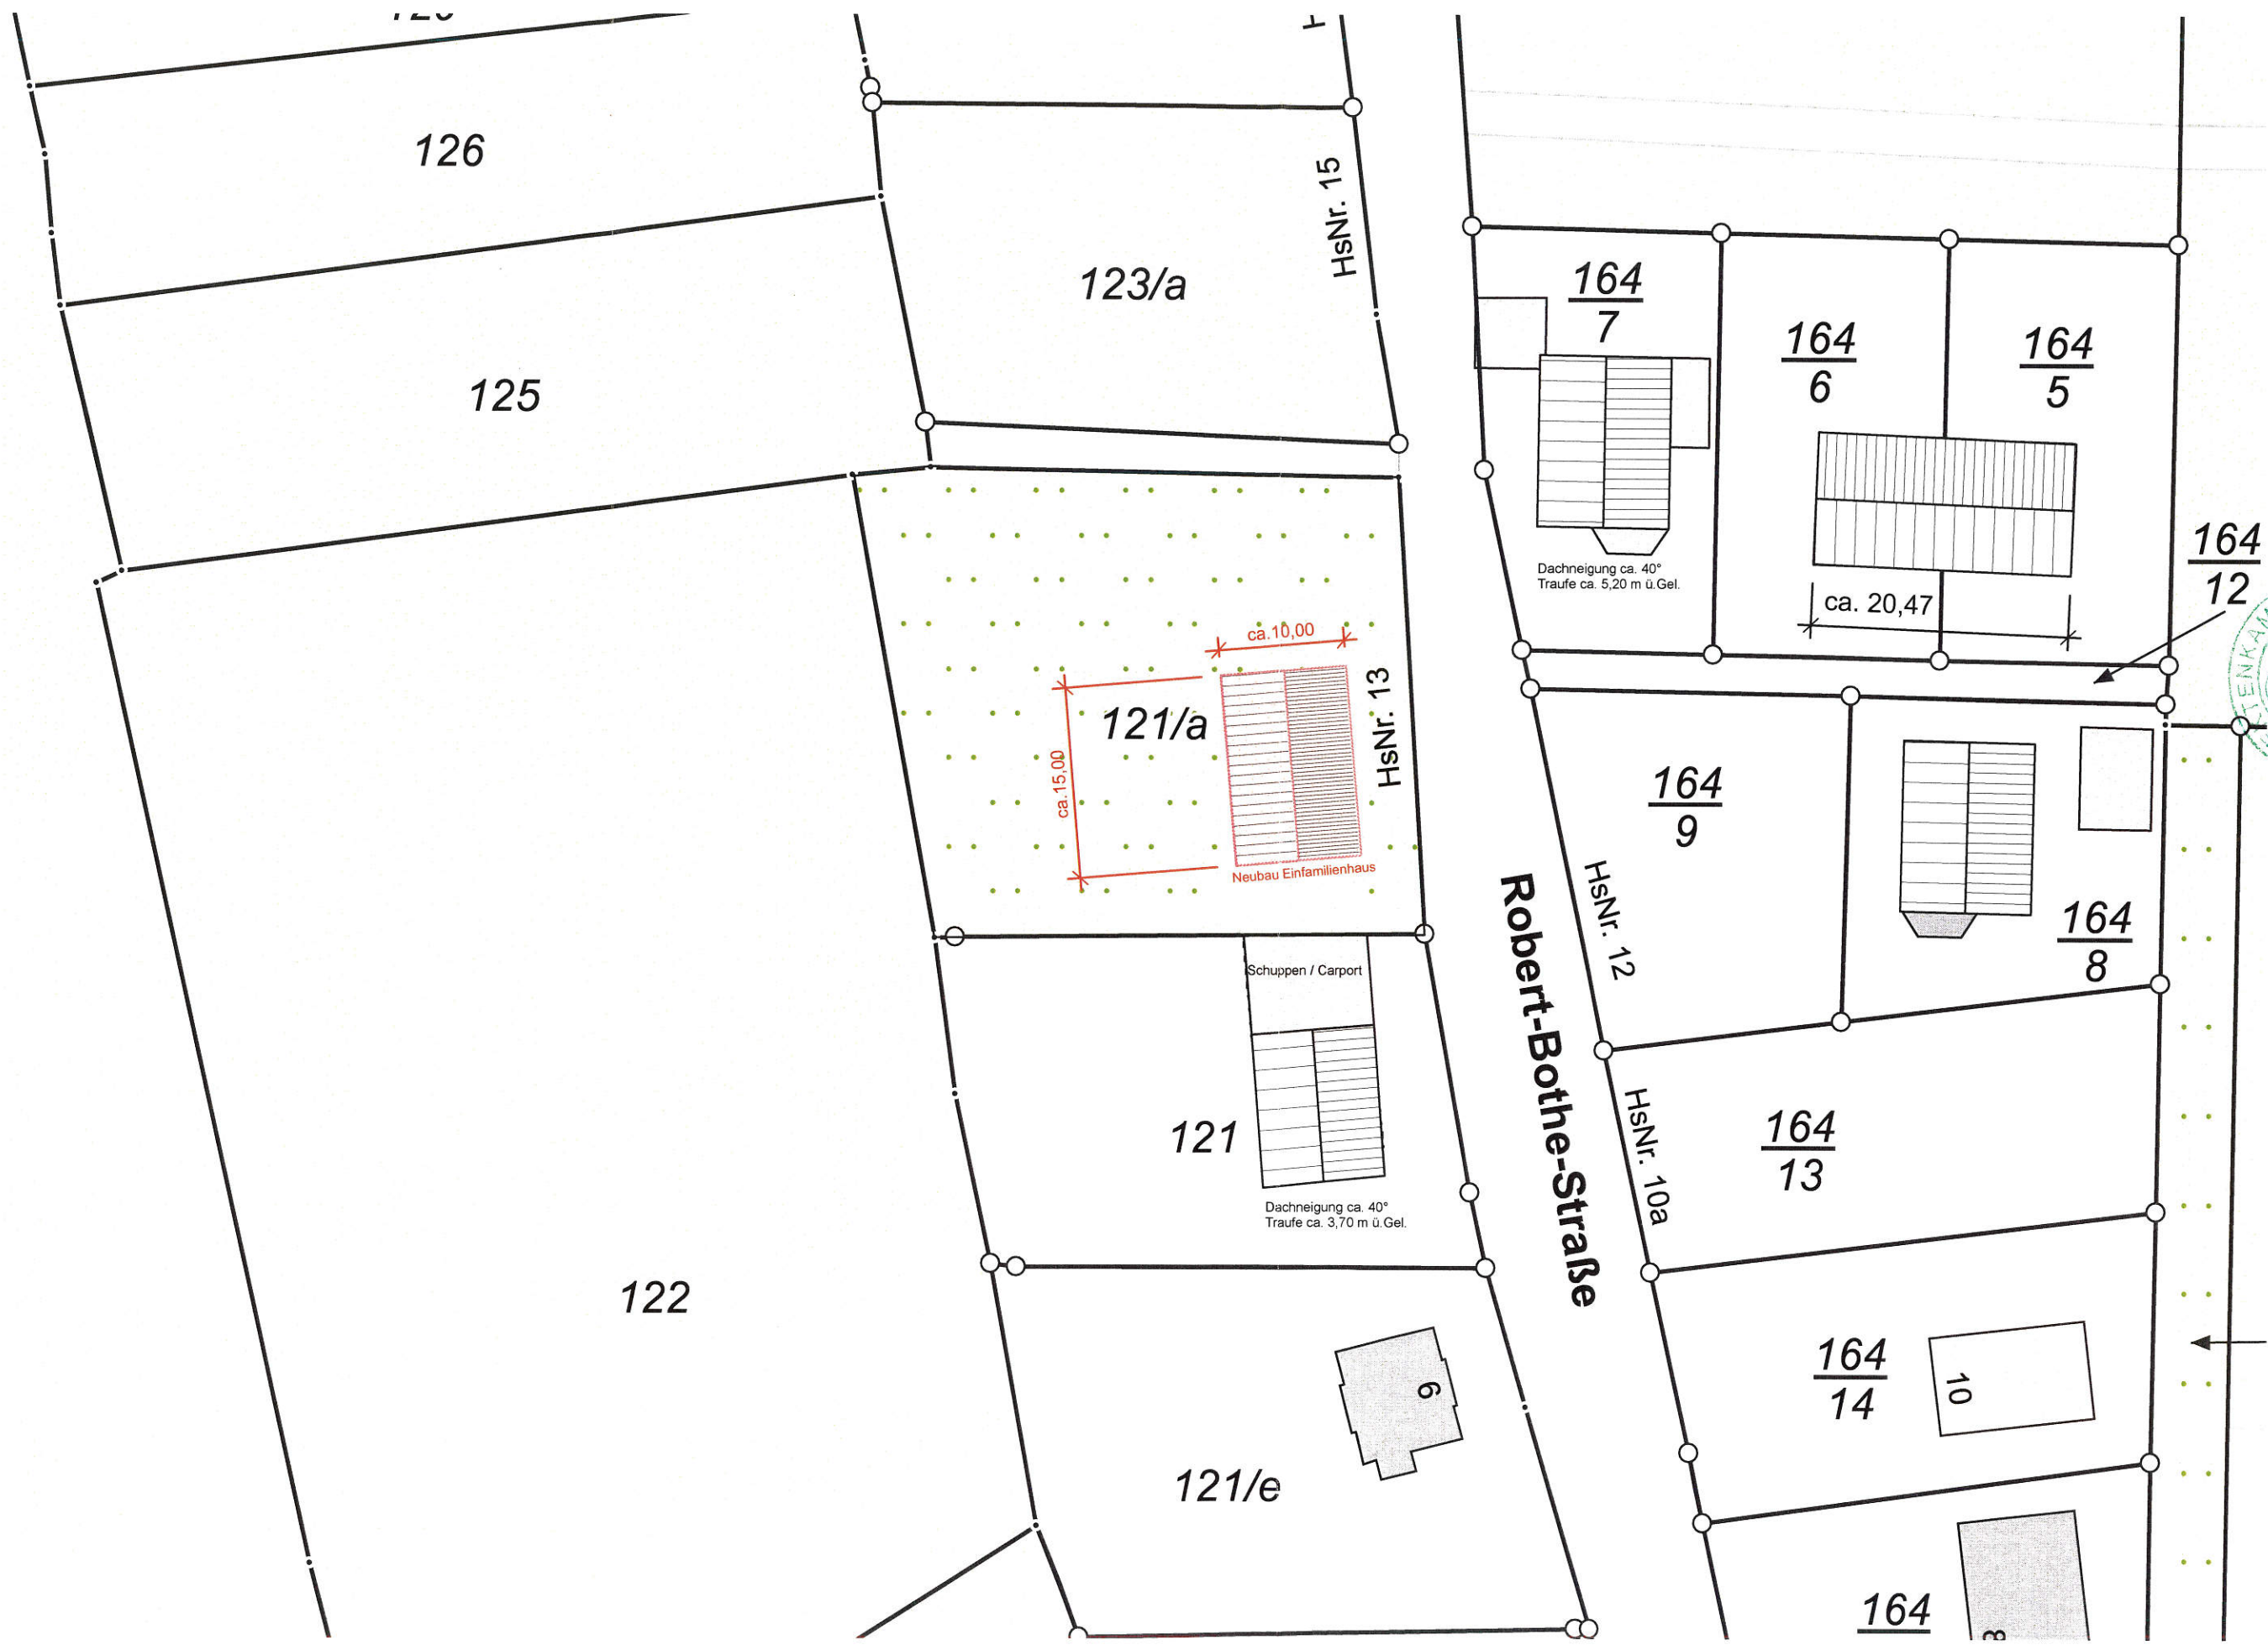 126
125
123/a
HsNr. 15
164
7
164
6
164
5
164
12
Dachneigung ca. 40°
Traufe ca. 5,20 m ü.Gel.
ca. 20,47
ca.10,00
121/a
HsNr. 13
ca.15,00
Neubau Einfamilienhaus
164
9
164
8
HsNr. 12
Robert-Bothe-Straße
Schuppen / Carport
121
Dachneigung ca. 40°
Traufe ca. 3,70 m ü.Gel.
HsNr. 10a
164
13
122
164
14
10
121/e
164
8